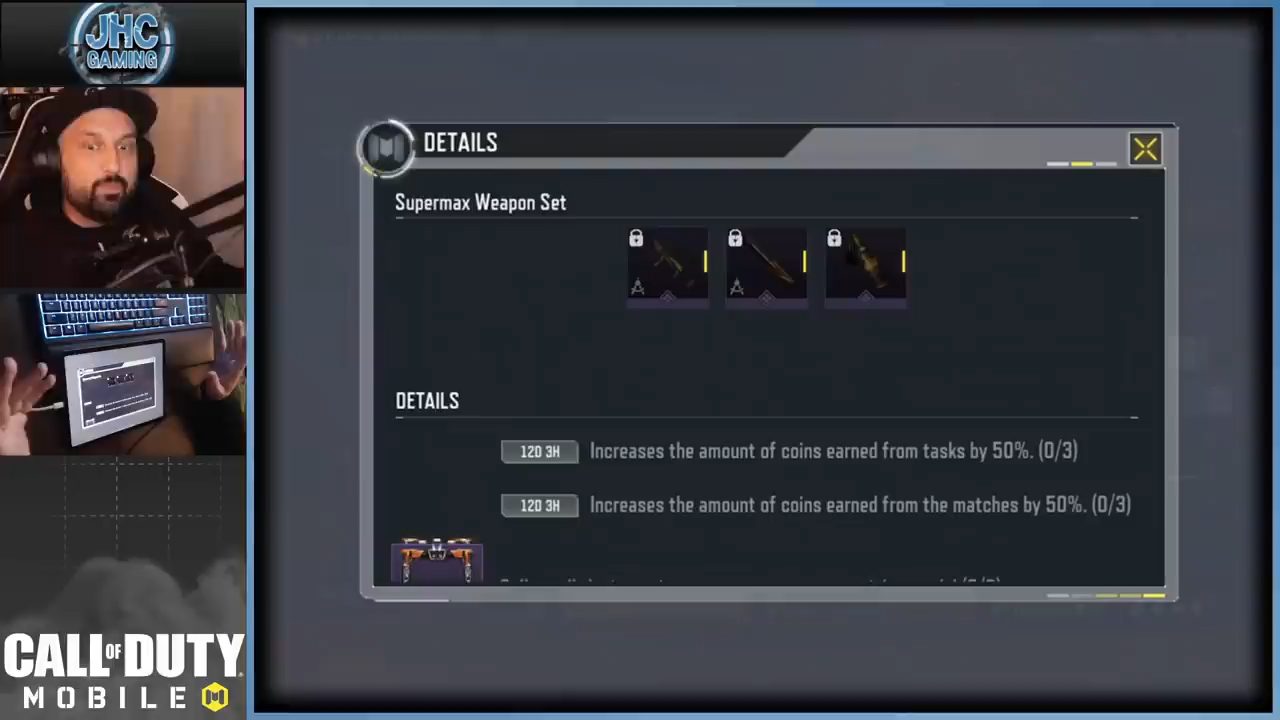 JHC
GAMING
DETAILS
Supermax Weapon Set
DETAILS
12D 3H Increases the amount of coins earned from tasks by 50%. (0/3)
12D 3H Increases the amount of coins earned from the matches by 50%. (0/3)
CALL OF DUTY
MOBILE